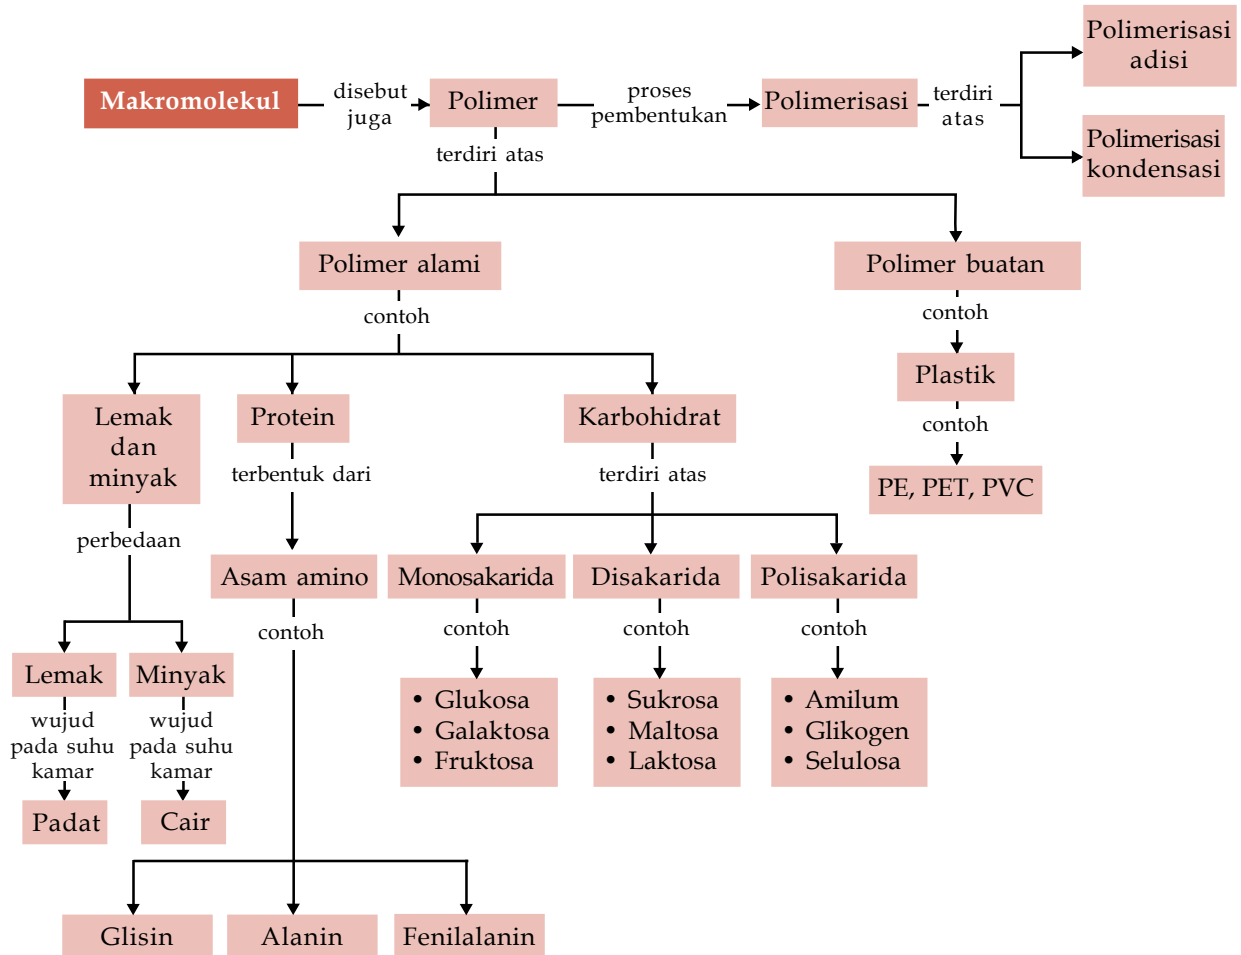 Polimerisasi
adisi
Makromolekul
disebut
juga
Polimer
proses
pembentukan
Polimerisasi
terdiri
atas
Polimerisasi
kondensasi
terdiri atas
Polimer alami
Polimer buatan
contoh
contoh
Plastik
contoh
PE, PET, PVC
Lemak
dan
minyak
Protein
Karbohidrat
perbedaan
terbentuk dari
terdiri atas
Asam amino
Monosakarida
Disakarida
Polisakarida
contoh
contoh
contoh
contoh
Lemak
Minyak
• Glukosa
• Galaktosa
• Fruktosa
• Sukrosa
• Maltosa
• Laktosa
• Amilum
• Glikogen
• Selulosa
wujud
pada suhu
kamar
wujud
pada suhu
kamar
Padat
Cair
Glisin
Alanin
Fenilalanin